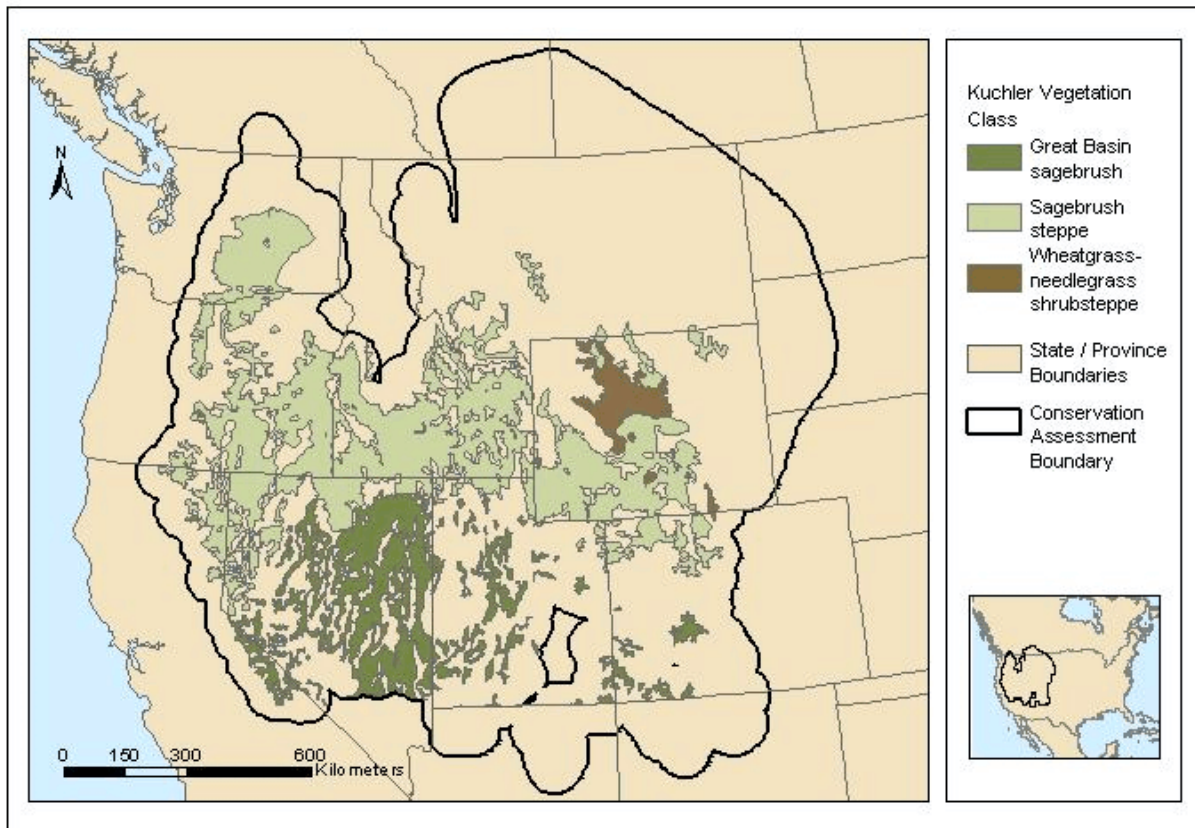 Kuchler Vegetation
Class
Great Basin
sagebrush
Sagebrush
steppe
Wheatgrass-
needlegrass
shrubsteppe
State / Province
Boundaries
Conservation
Assessment
Boundary
N
0 150 300 600
Kilometers